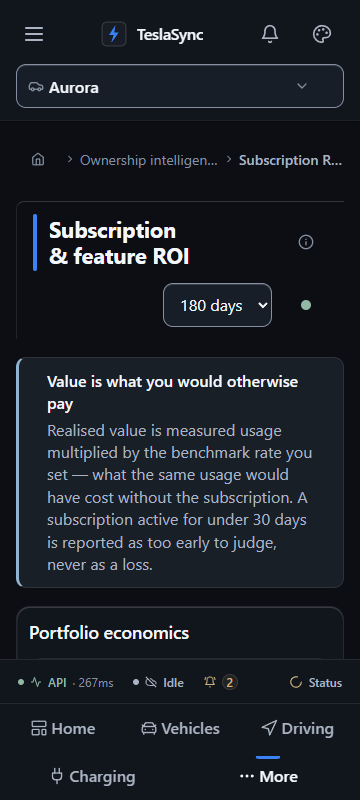 TeslaSync
Aurora
Ownership intelligen... > Subscription R...
Subscription
& feature ROI
180 days
Value is what you would otherwise
pay
Realised value is measured usage
multiplied by the benchmark rate you
set — what the same usage would
have cost without the subscription. A
subscription active for under 30 days
is reported as too early to judge,
never as a loss.
Portfolio economics
API · 267ms Idle 2 Status
Home Vehicles Driving
Charging More